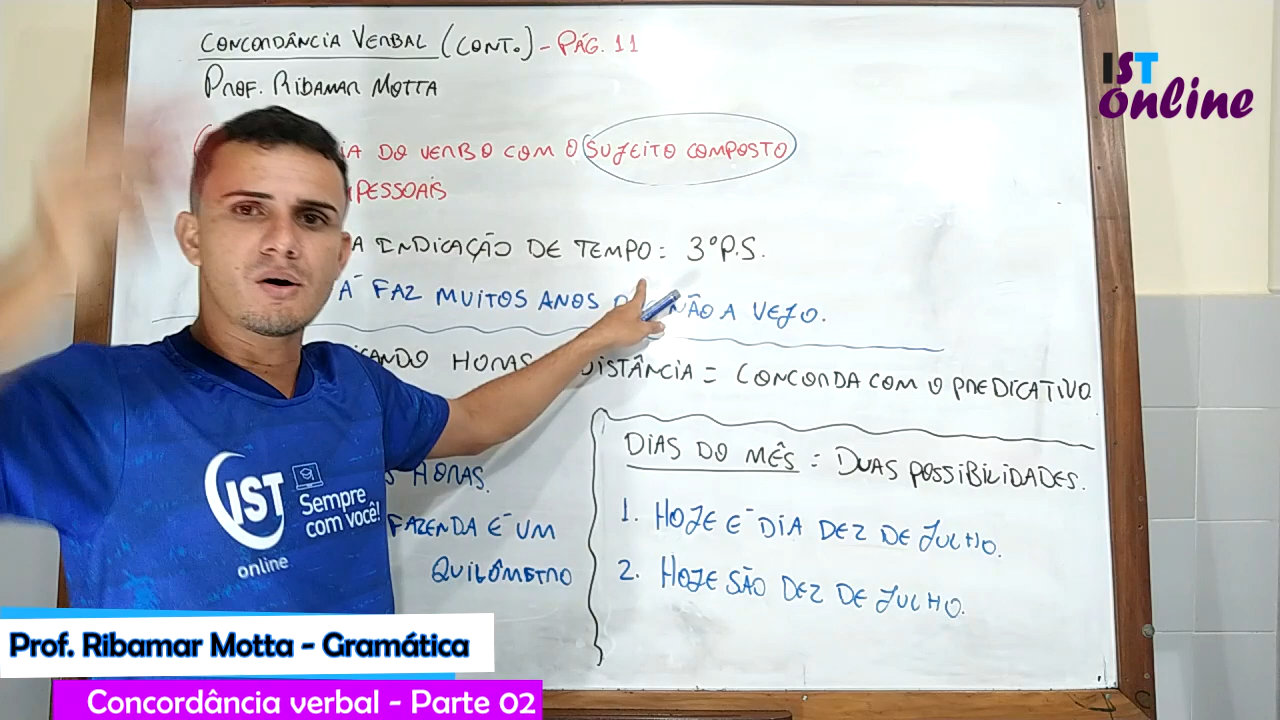 CONCORDÂNCIA VERBAL (CONT.) - PÁG. 11
PROF. RIBAMAR MOTTA
IST
online
DO VERBO COM O SUJEITO COMPOSTO
PESSOAIS
A INDICAÇÃO DE TEMPO = 3º P.S.
FAZ MUITOS ANOS NÃO A VEJO.
HORAS DISTÂNCIA = CONCORDA COM O PREDICATIVO
HORAS.
FAZENDA É UM
QUILÔMETRO
DIAS DO MÊS = DUAS POSSIBILIDADES.
1. HOJE É DIA DEZ DE JULHO.
2. HOJE SÃO DEZ DE JULHO.
IST
online
Sempre
com você!
Prof. Ribamar Motta - Gramática
Concordância verbal - Parte 02